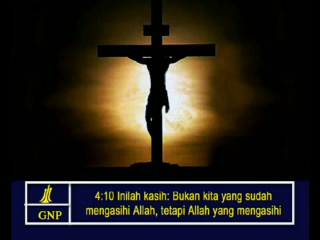 4:10 Inilah kasih: Bukan kita yang sudah
mengasihi Allah, tetapi Allah yang mengasihi
GNP